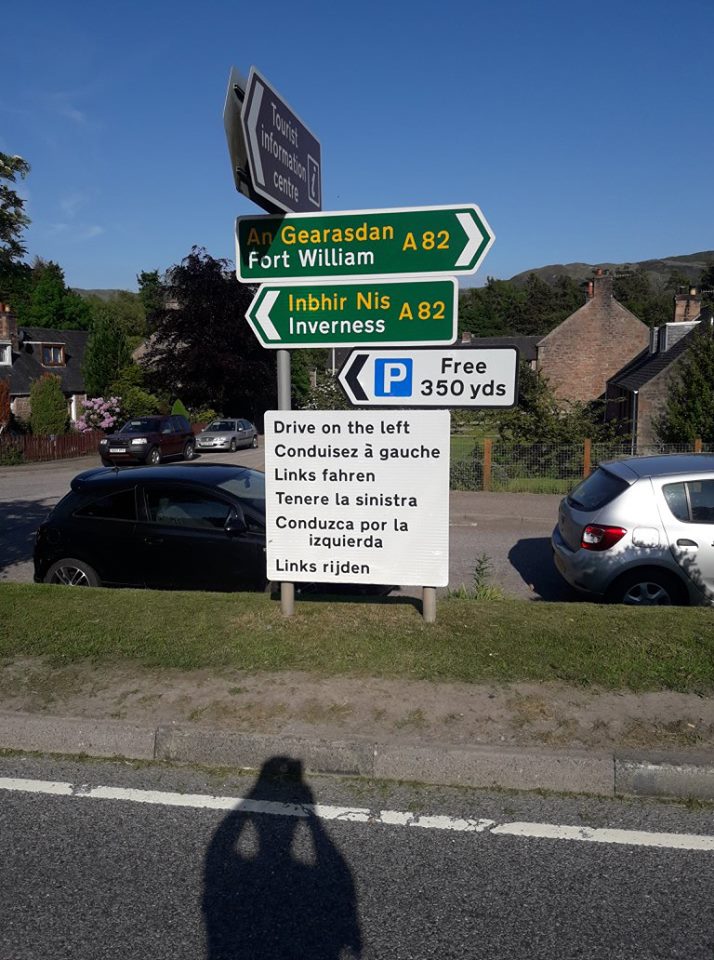 Tourist
information
centre
i
An Gearasdan
Fort William
A 82
Inbhir Nis
Inverness
A 82
P
Free
350 yds
Drive on the left
Conduisez à gauche
Links fahren
Tenere la sinistra
Conduzca por la
izquierda
Links rijden